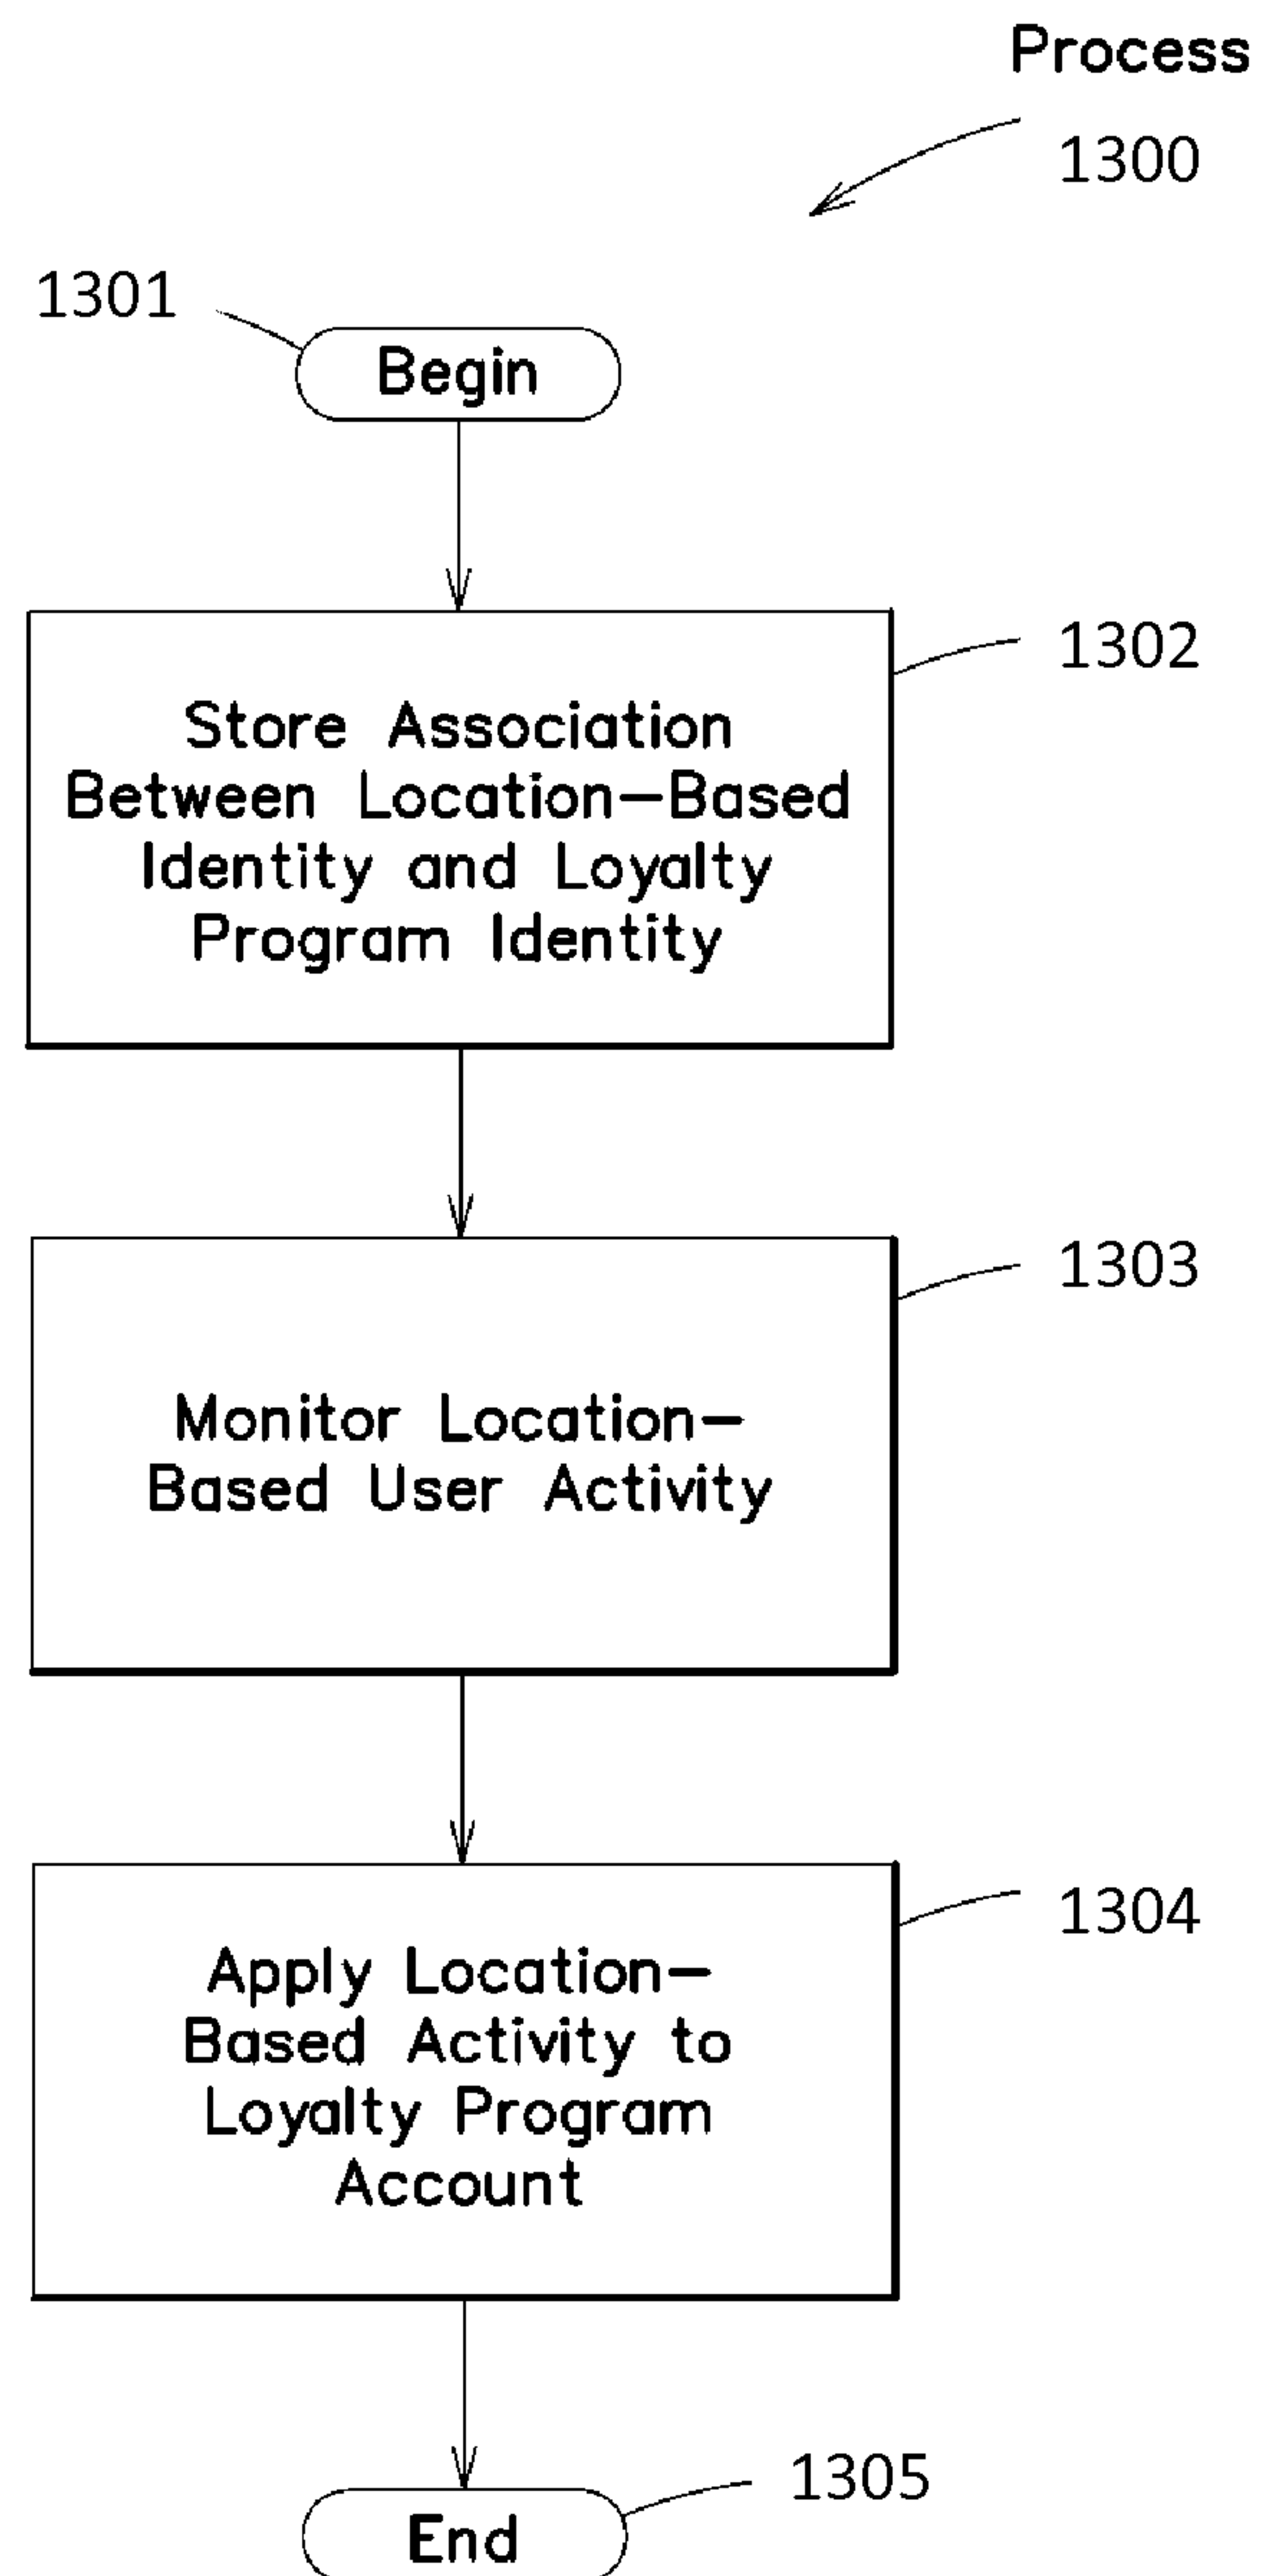 Process
1300
1301
Begin
1302
Store Association
Between Location-Based
Identity and Loyalty
Program Identity
1303
Monitor Location-
Based User Activity
1304
Apply Location-
Based Activity to
Loyalty Program
Account
1305
End